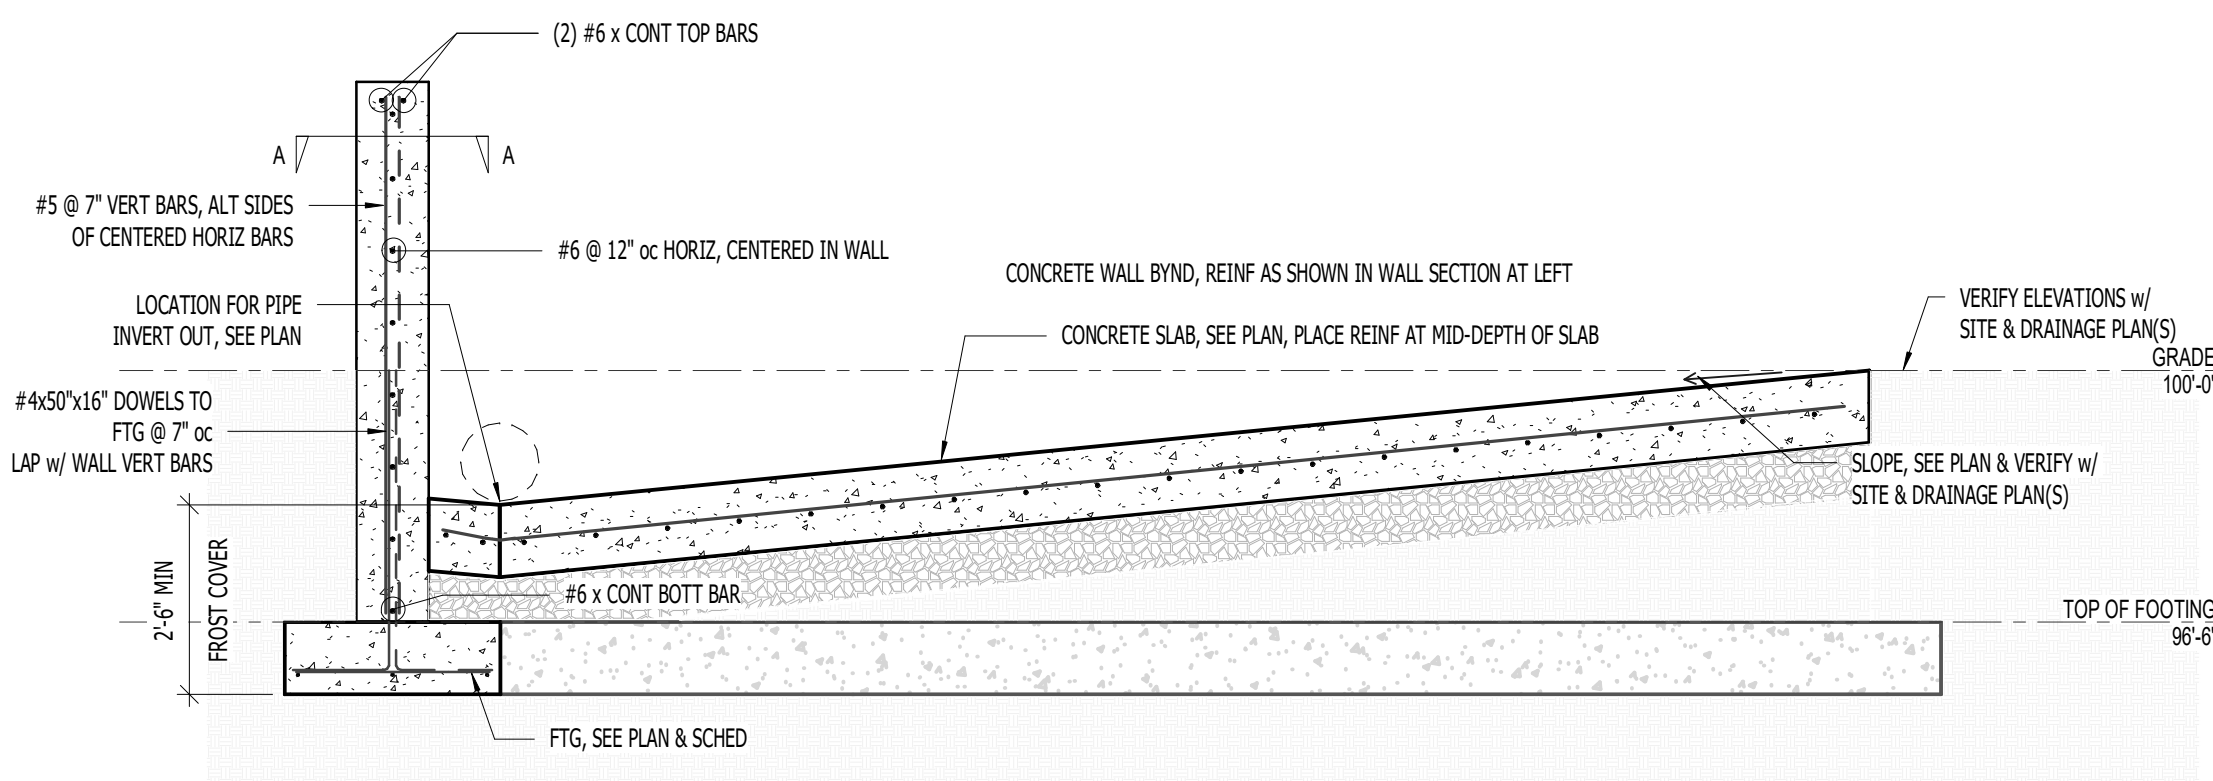 (2) #6 x CONT TOP BARS
A
A
#5 @ 7" VERT BARS, ALT SIDES
OF CENTERED HORIZ BARS
#6 @ 12" oc HORIZ, CENTERED IN WALL
CONCRETE WALL BYND, REINF AS SHOWN IN WALL SECTION AT LEFT
LOCATION FOR PIPE
INVERT OUT, SEE PLAN
CONCRETE SLAB, SEE PLAN, PLACE REINF AT MID-DEPTH OF SLAB
VERIFY ELEVATIONS w/
SITE & DRAINAGE PLAN(S)
GRADE
100'-0"
#4x50"x16" DOWELS TO
FTG @ 7" oc
LAP w/ WALL VERT BARS
SLOPE, SEE PLAN & VERIFY w/
SITE & DRAINAGE PLAN(S)
2'-6" MIN
FROST COVER
#6 x CONT BOTT BAR
TOP OF FOOTING
96'-6"
FTG, SEE PLAN & SCHED